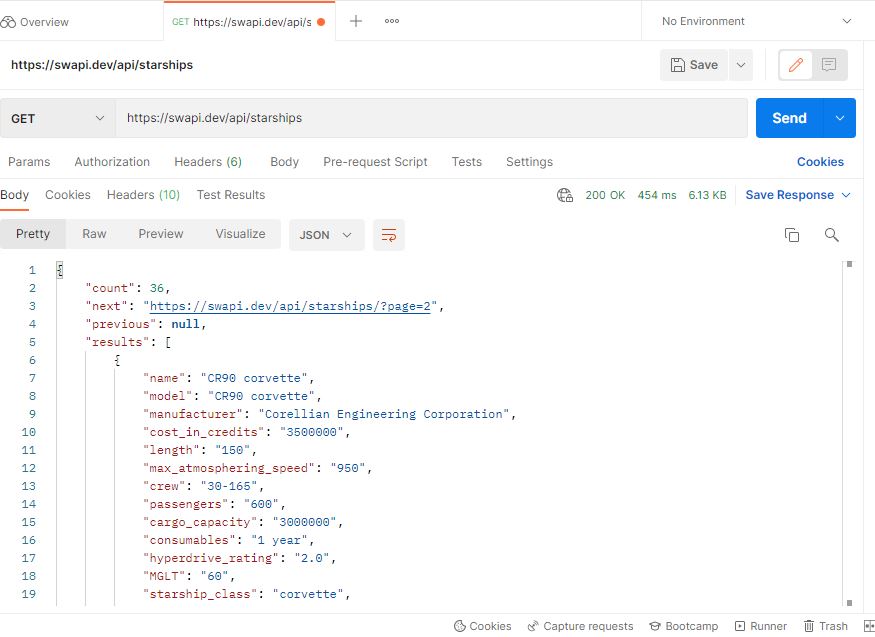 Overview
GET https://swapi.dev/api/s
No Environment
https://swapi.dev/api/starships
Save
GET
https://swapi.dev/api/starships
Send
Params Authorization Headers (6) Body Pre-request Script Tests Settings Cookies
Body Cookies Headers (10) Test Results 200 OK 454 ms 6.13 KB Save Response
Pretty Raw Preview Visualize JSON
1 {
2 "count": 36,
3 "next": "https://swapi.dev/api/starships/?page=2",
4 "previous": null,
5 "results": [
6 {
7 "name": "CR90 corvette",
8 "model": "CR90 corvette",
9 "manufacturer": "Corellian Engineering Corporation",
10 "cost_in_credits": "3500000",
11 "length": "150",
12 "max_atmosphering_speed": "950",
13 "crew": "30-165",
14 "passengers": "600",
15 "cargo_capacity": "3000000",
16 "consumables": "1 year",
17 "hyperdrive_rating": "2.0",
18 "MGLT": "60",
19 "starship_class": "corvette",
Cookies Capture requests Bootcamp Runner Trash